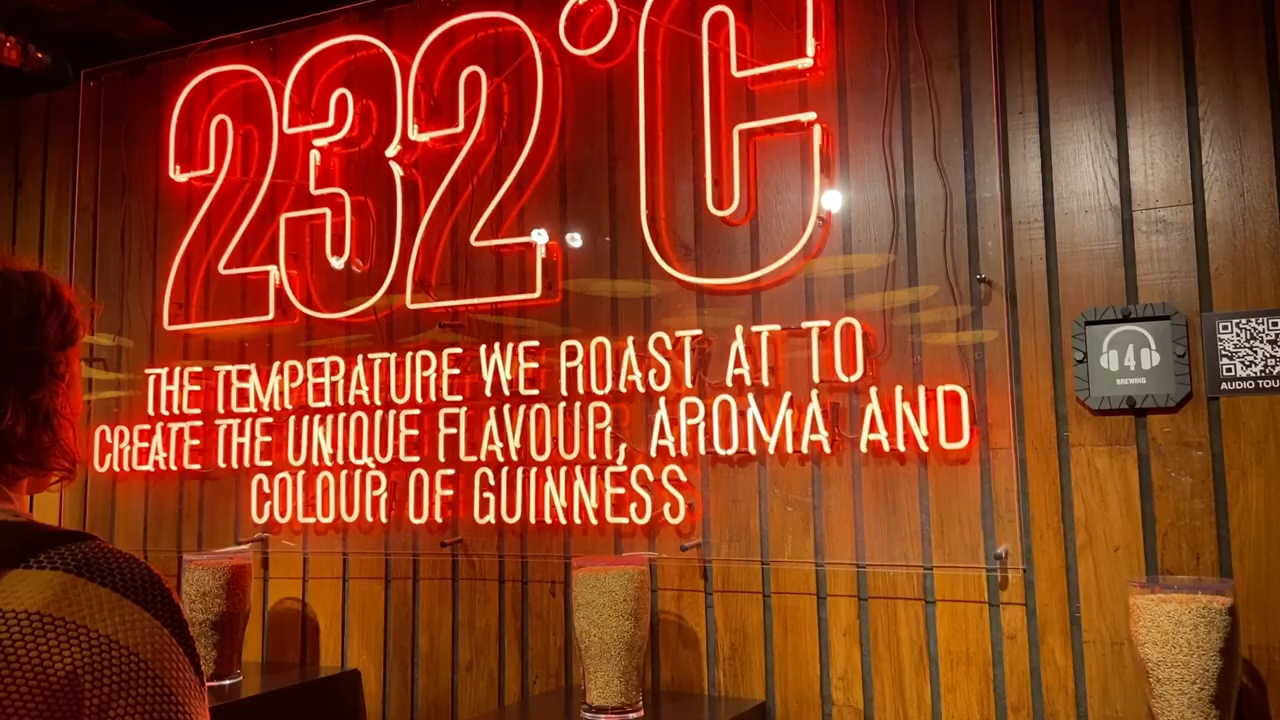 232°C
THE TEMPERATURE WE ROAST AT TO
CREATE THE UNIQUE FLAVOUR, AROMA AND
COLOUR OF GUINNESS
4
BREWING
AUDIO TOU